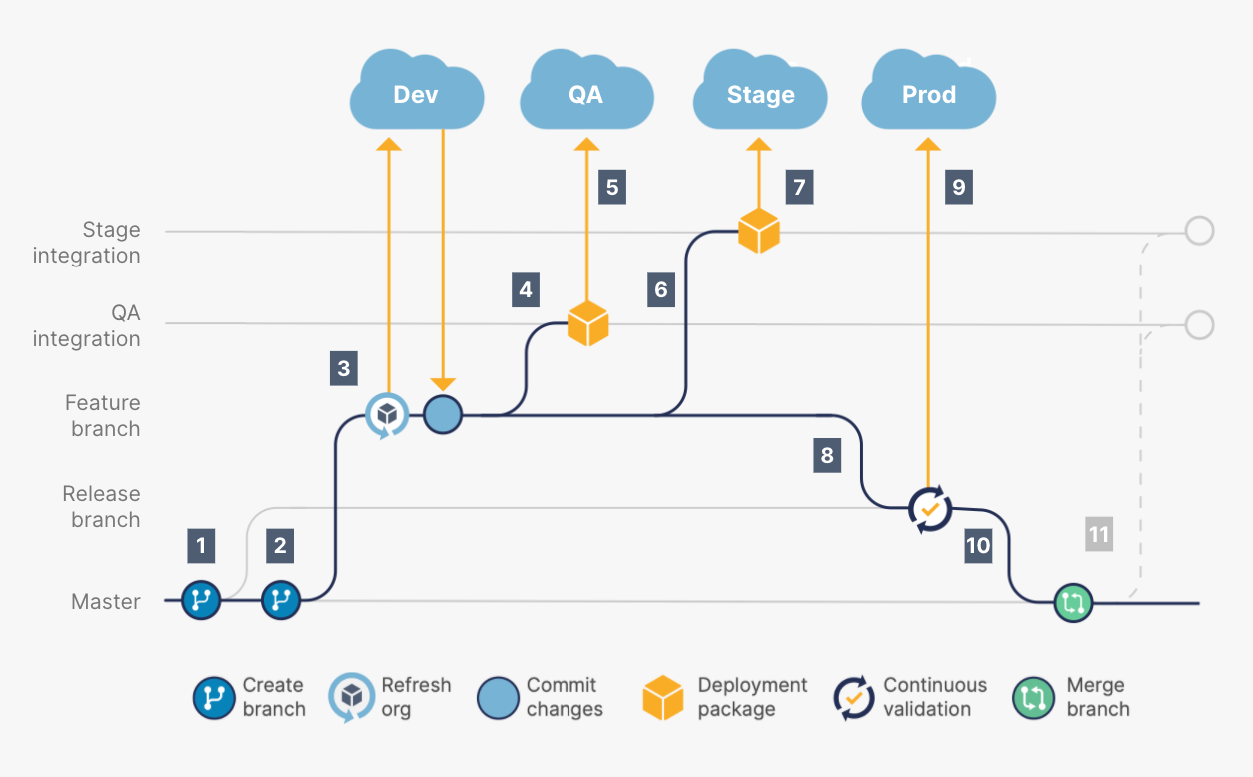 Dev
QA
Stage
Prod
5
7
9
Stage
integration
4
6
QA
integration
3
Feature
branch
8
Release
branch
1
2
10
11
Master
Create
branch
Refresh
org
Commit
changes
Deployment
package
Continuous
validation
Merge
branch